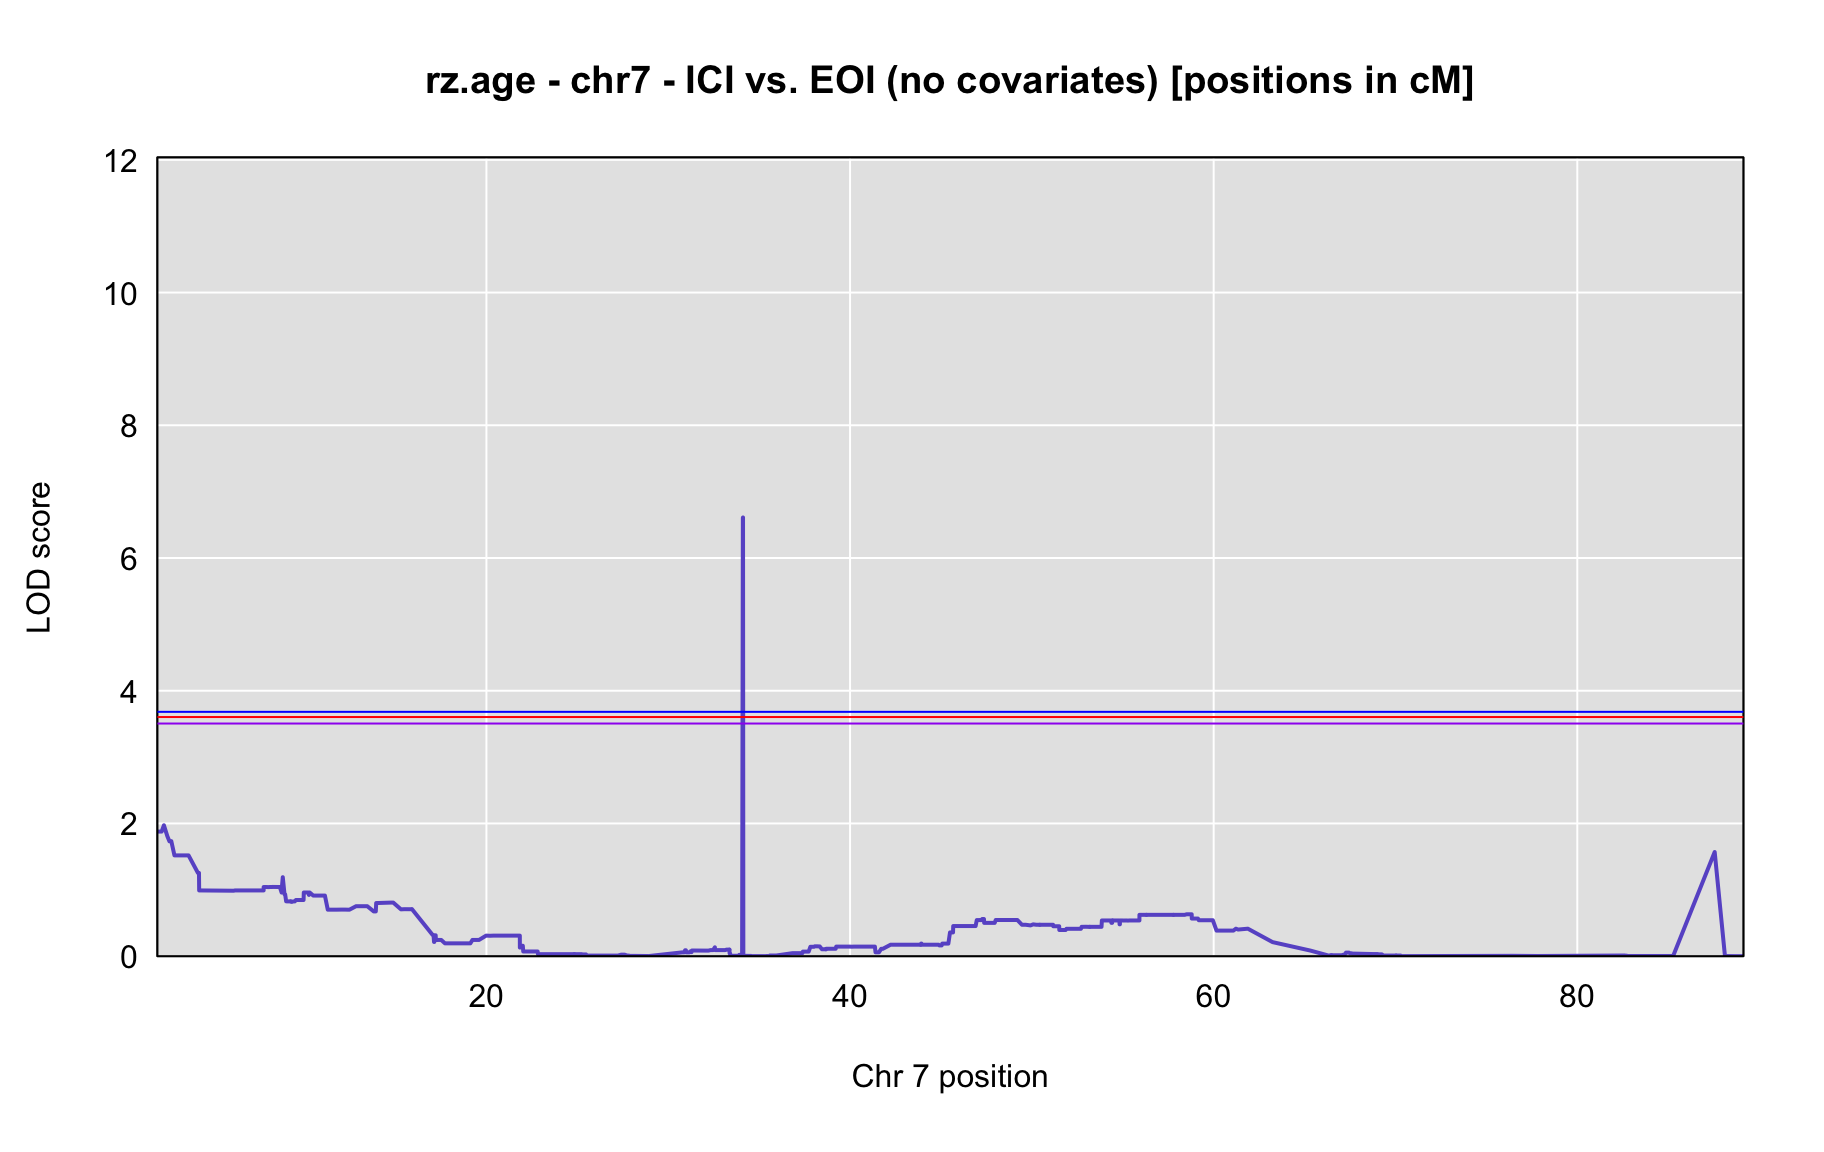 rz.age - chr7 - ICI vs. EOI (no covariates) [positions in cM]
12
10
8
6
4
2
0
LOD score
20 40 60 80
Chr 7 position